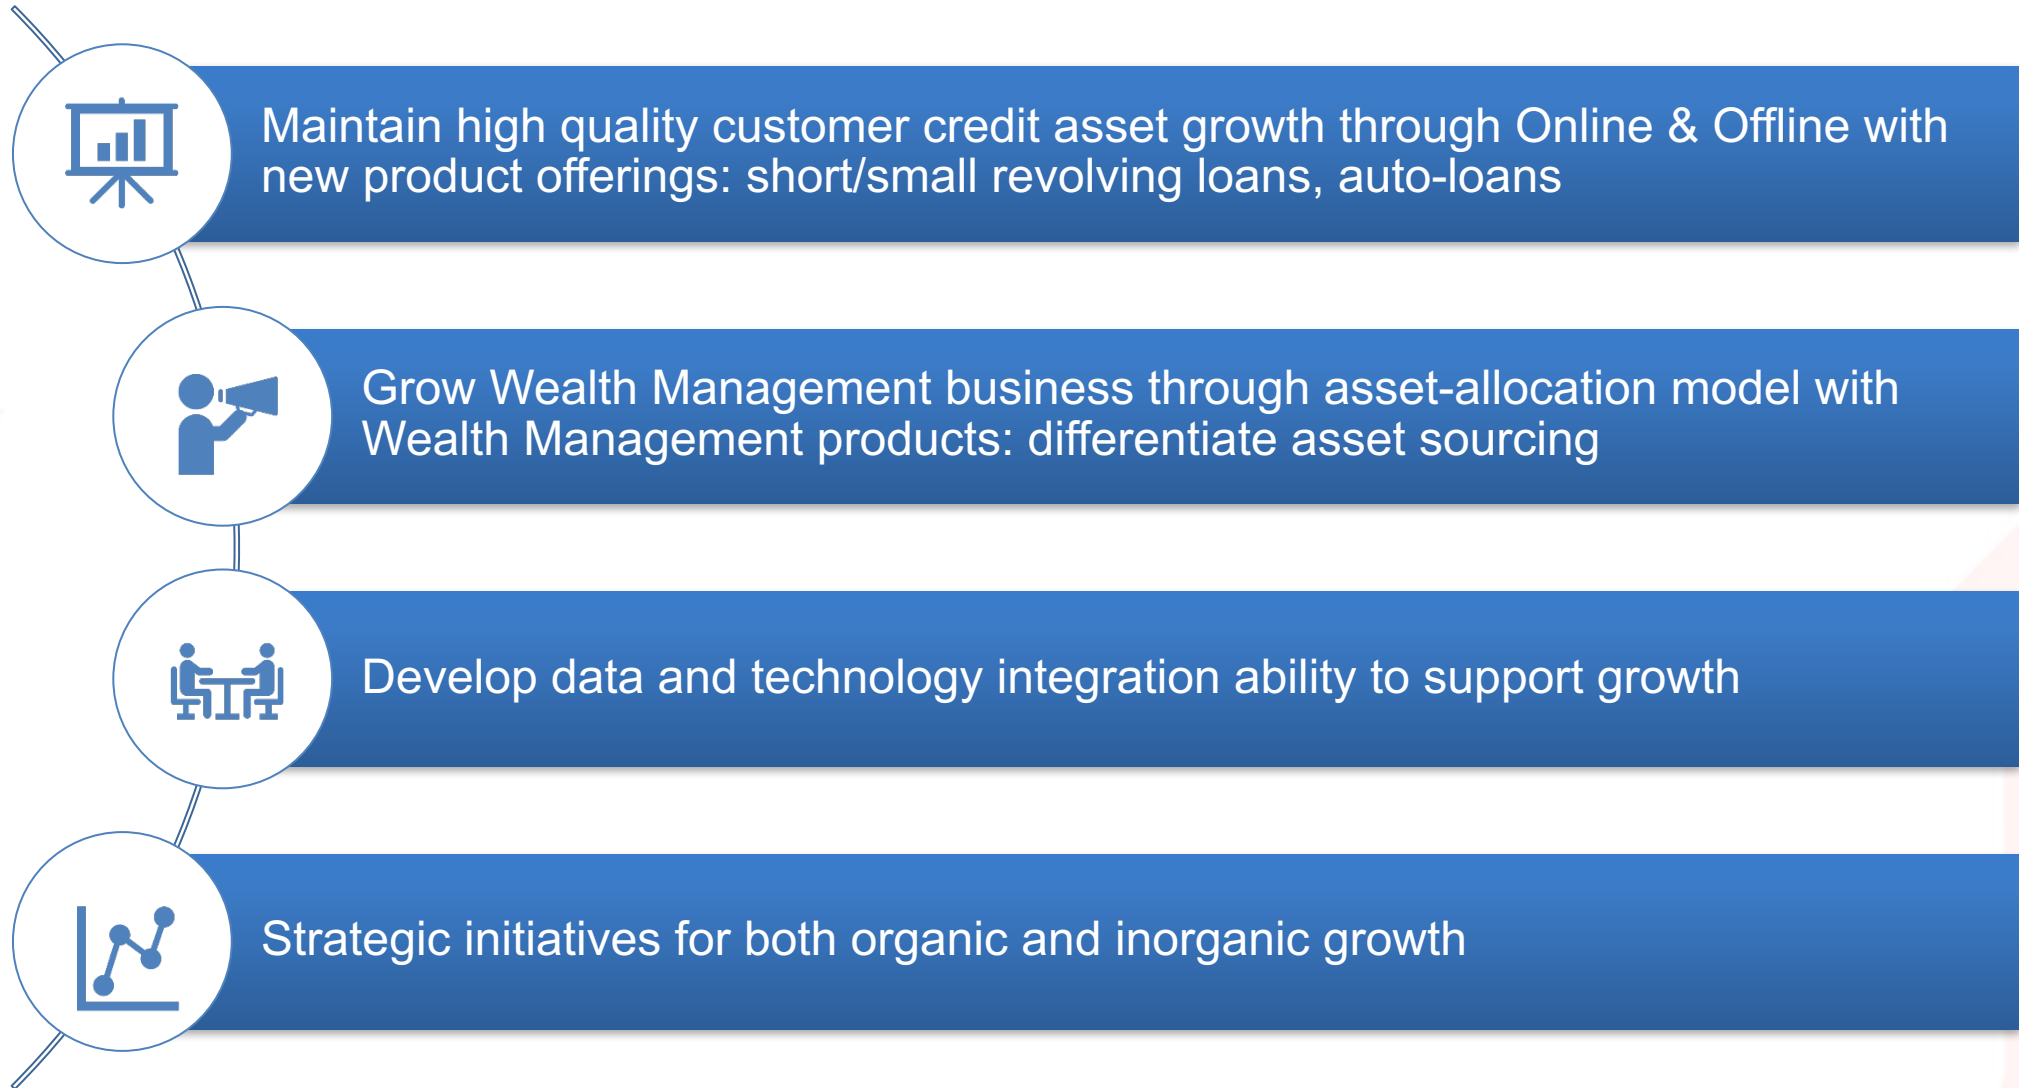 Maintain high quality customer credit asset growth through Online & Offline with
new product offerings: short/small revolving loans, auto-loans
Grow Wealth Management business through asset-allocation model with
Wealth Management products: differentiate asset sourcing
Develop data and technology integration ability to support growth
Strategic initiatives for both organic and inorganic growth